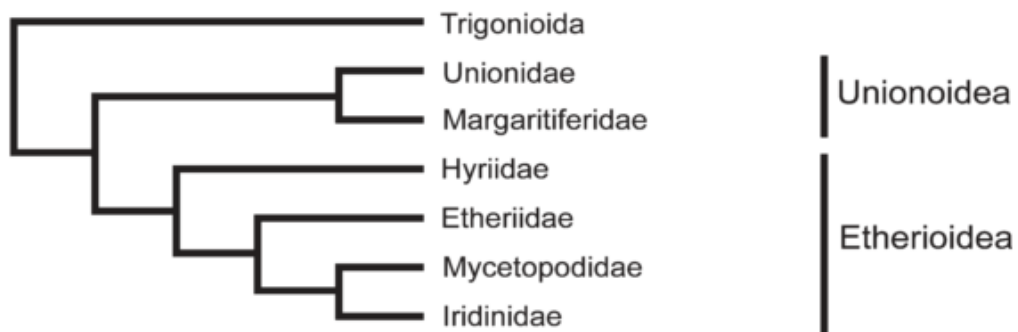 Trigonioida
Unionidae
Margaritiferidae
Unionoidea
Hyriidae
Etheriidae
Mycetopodidae
Iridinidae
Etherioidea